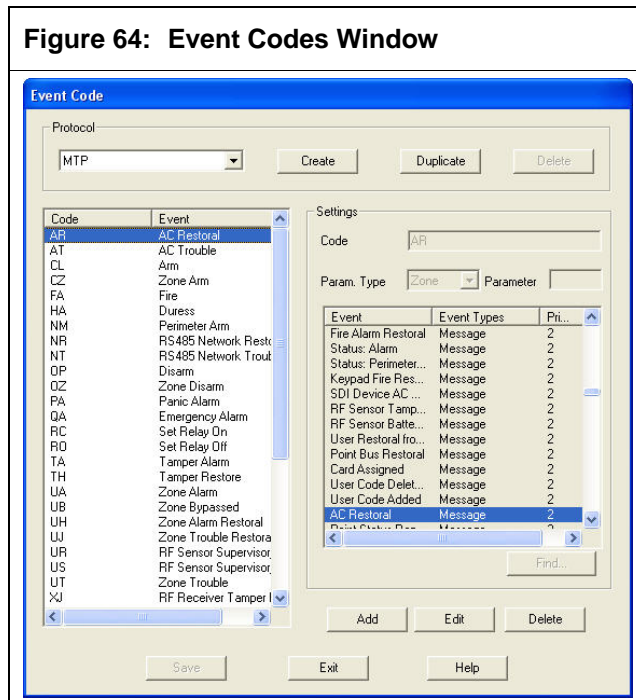 Figure 64: Event Codes Window
Event Code
Protocol
MTP
Create
Duplicate
Delete
Code Event
AR AC Restoral
AT AC Trouble
CL Arm
CZ Zone Arm
FA Fire
HA Duress
NM Perimeter Arm
NR RS485 Network Resto
NT RS485 Network Troub
OP Disarm
OZ Zone Disarm
PA Panic Alarm
QA Emergency Alarm
RC Set Relay On
RO Set Relay Off
TA Tamper Alarm
TH Tamper Restore
UA Zone Alarm
UB Zone Bypassed
UH Zone Alarm Restoral
UJ Zone Trouble Restora
UR RF Sensor Supervisor
US RF Sensor Supervisor
UT Zone Trouble
XJ RF Receiver Tamper
Settings
Code AR
Param. Type Zone Parameter
Event Event Types Pri...
Fire Alarm Restoral Message 2
Status: Alarm Message 2
Status: Perimeter... Message 2
Keypad Fire Res... Message 2
SDI Device AC ... Message 2
RF Sensor Tamp... Message 2
RF Sensor Batte... Message 2
User Restoral fro... Message 2
Point Bus Restoral Message 2
Card Assigned Message 2
User Code Delet... Message 2
User Code Added Message 2
AC Restoral Message 2
Find...
Add
Edit
Delete
Save
Exit
Help